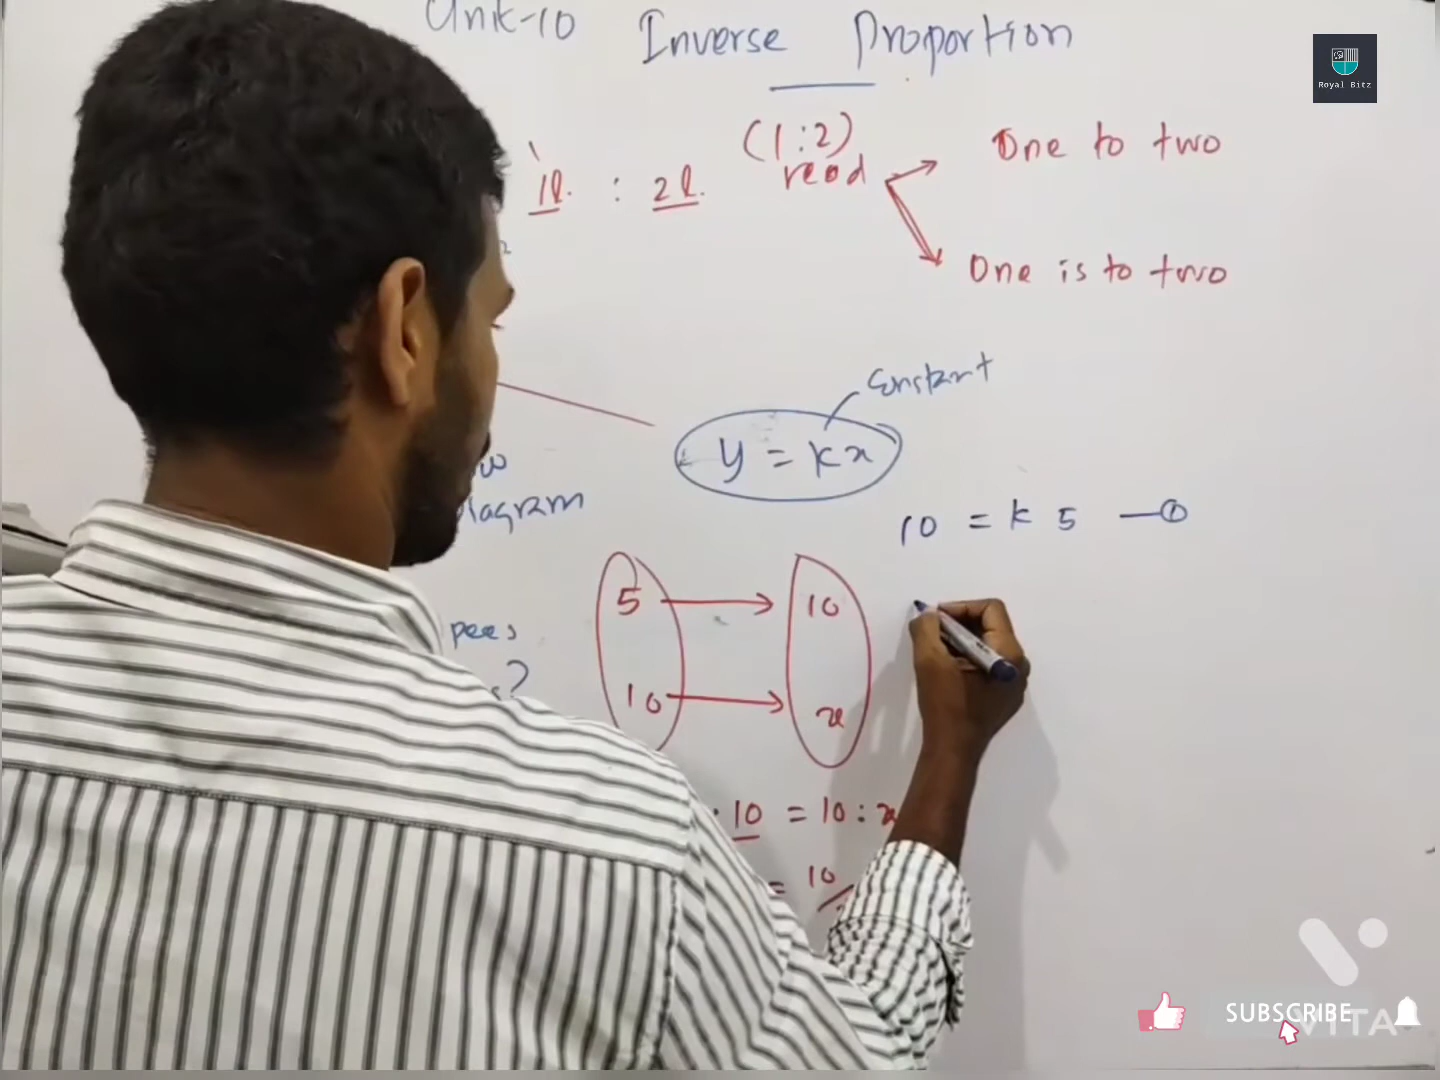 Unit-10 Inverse Proportion
Royal Bitz
(1:2)
1l. : 2l. read
One to two
One is to two
Constant
y = kx
diagram
10 = k 5 — ①
5 10
10 x
10 = 10 : x
= 10
SUBSCRIBE
VITA